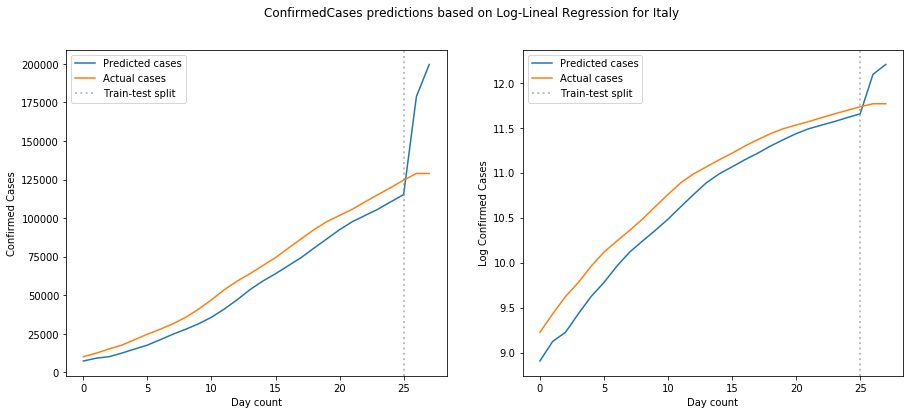 ConfirmedCases predictions based on Log-Lineal Regression for Italy
Predicted cases
Actual cases
Train-test split
200000
175000
150000
125000
100000
75000
50000
25000
0
Confirmed Cases
0 5 10 15 20 25
Day count
Predicted cases
Actual cases
Train-test split
12.0
11.5
11.0
10.5
10.0
9.5
9.0
Log Confirmed Cases
0 5 10 15 20 25
Day count